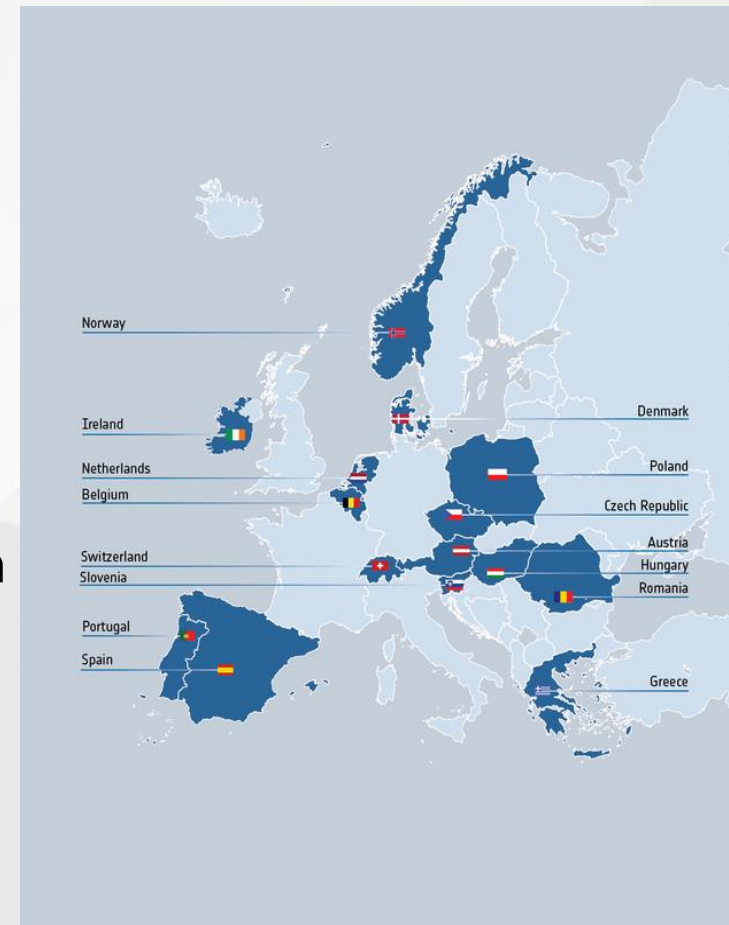 Norway
Ireland
Netherlands
Belgium
Switzerland
Slovenia
Portugal
Spain
Denmark
Poland
Czech Republic
Austria
Hungary
Romania
Greece